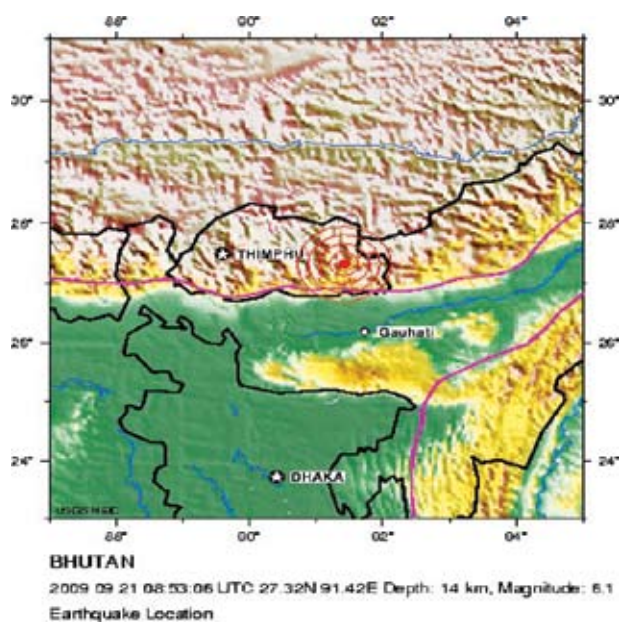 88° 90° 92° 94°
30° 30°
28° 28°
THIMPHU
26° Gauhati 26°
24° DHAKA 24°
USGS NEIC
88° 90° 92° 94°
BHUTAN
2009 09 21 08:53:06 UTC 27.32N 91.42E Depth: 14 km, Magnitude: 6.1
Earthquake Location